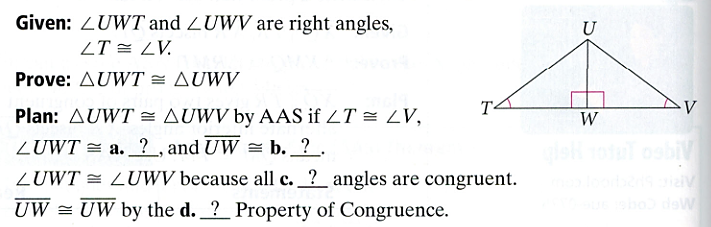 Given: ∠UWT and ∠UWV are right angles,
∠T ≅ ∠V.
Prove: △UWT ≅ △UWV
Plan: △UWT ≅ △UWV by AAS if ∠T ≅ ∠V,
∠UWT ≅ a. ? , and UW ≅ b. ? .
∠UWT ≅ ∠UWV because all c. ? angles are congruent.
UW ≅ UW by the d. ? Property of Congruence.
U
T
W
V